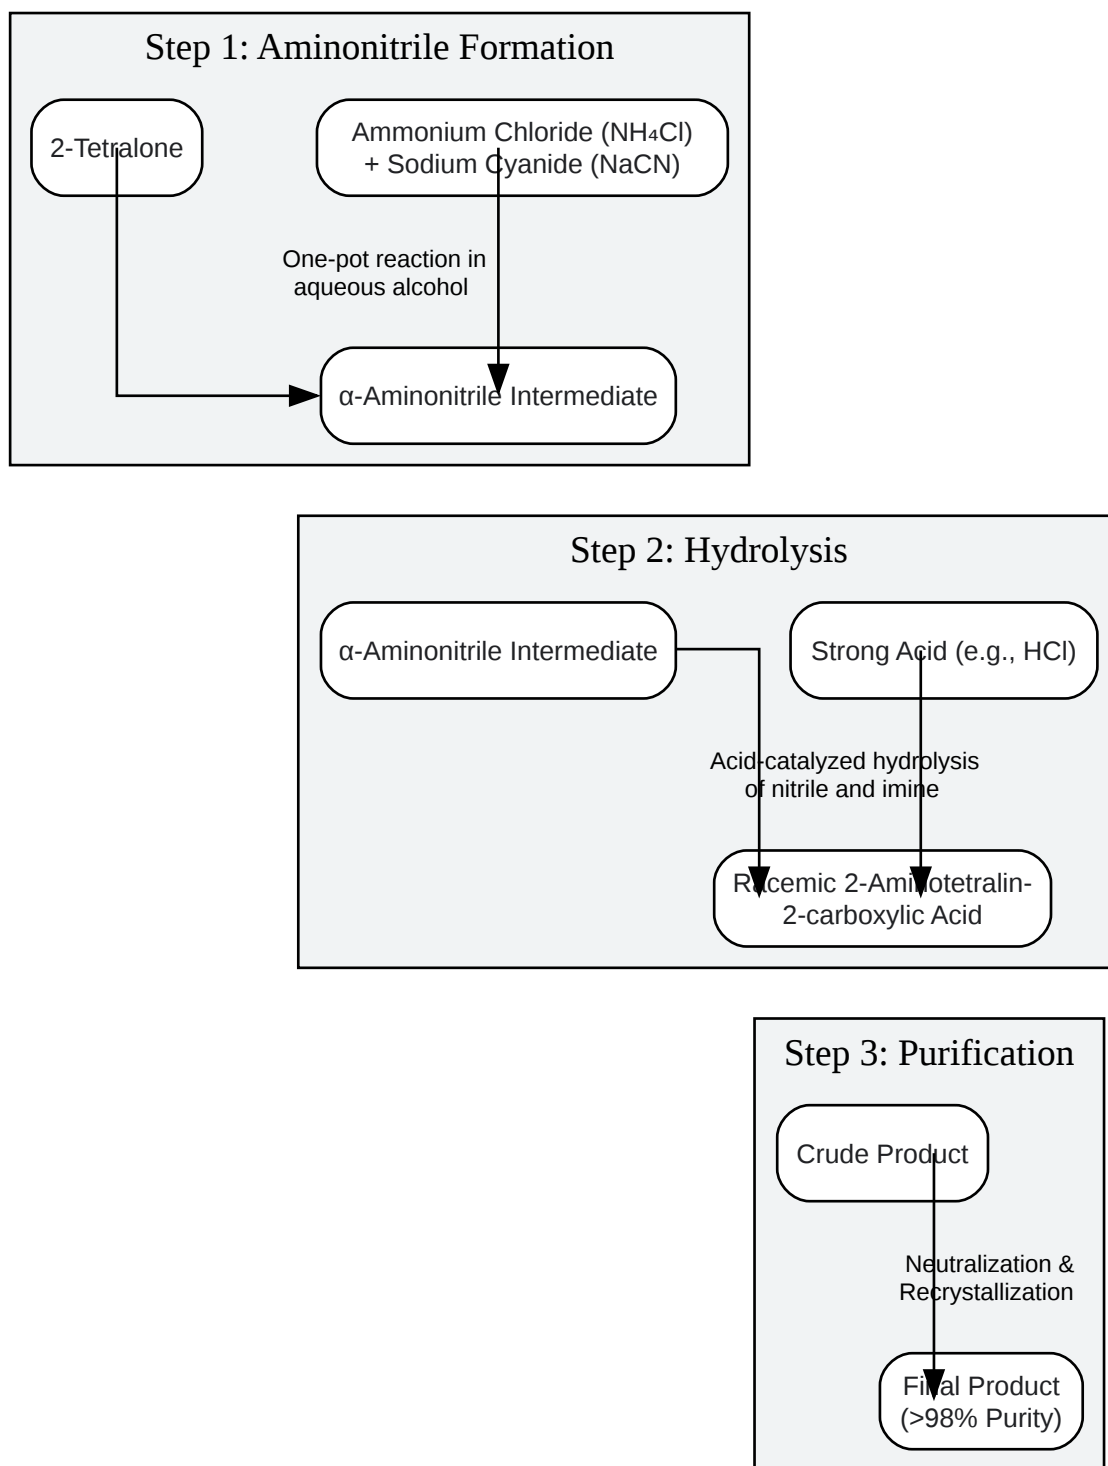 Step 1: Aminonitrile Formation
2-Tetralone
Ammonium Chloride (NH₄Cl)
+ Sodium Cyanide (NaCN)
One-pot reaction in
aqueous alcohol
α-Aminonitrile Intermediate
Step 2: Hydrolysis
α-Aminonitrile Intermediate
Strong Acid (e.g., HCl)
Acid-catalyzed hydrolysis
of nitrile and imine
Racemic 2-Aminotetralin-
2-carboxylic Acid
Step 3: Purification
Crude Product
Neutralization &
Recrystallization
Final Product
(>98% Purity)